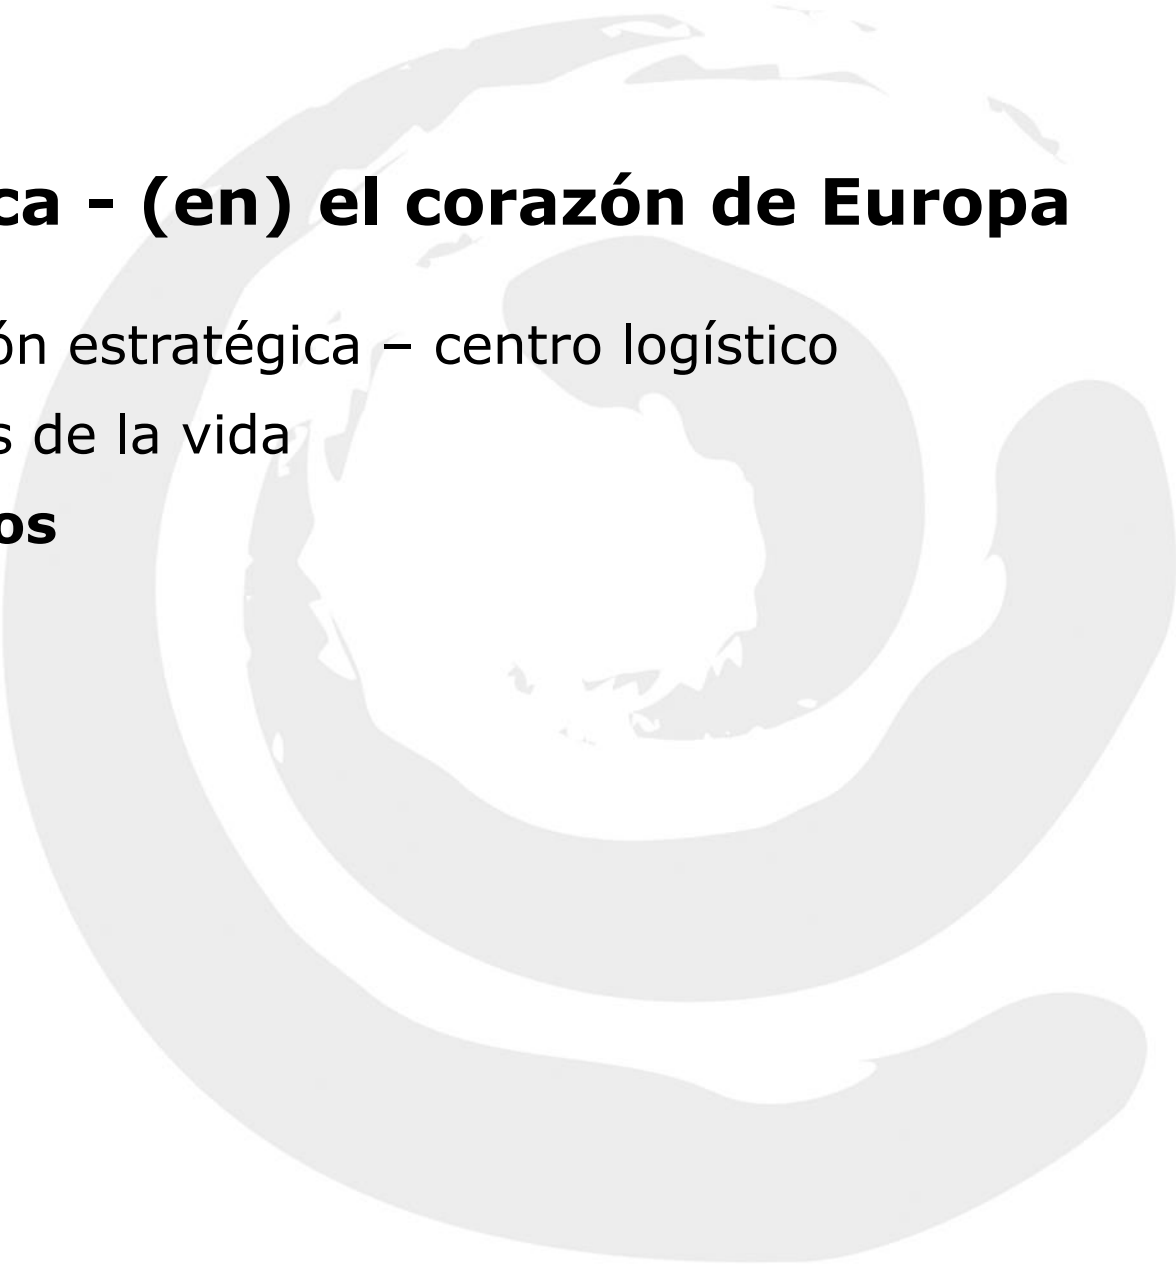 ca - (en) el corazón de Europa
ón estratégica – centro logístico
s de la vida
os